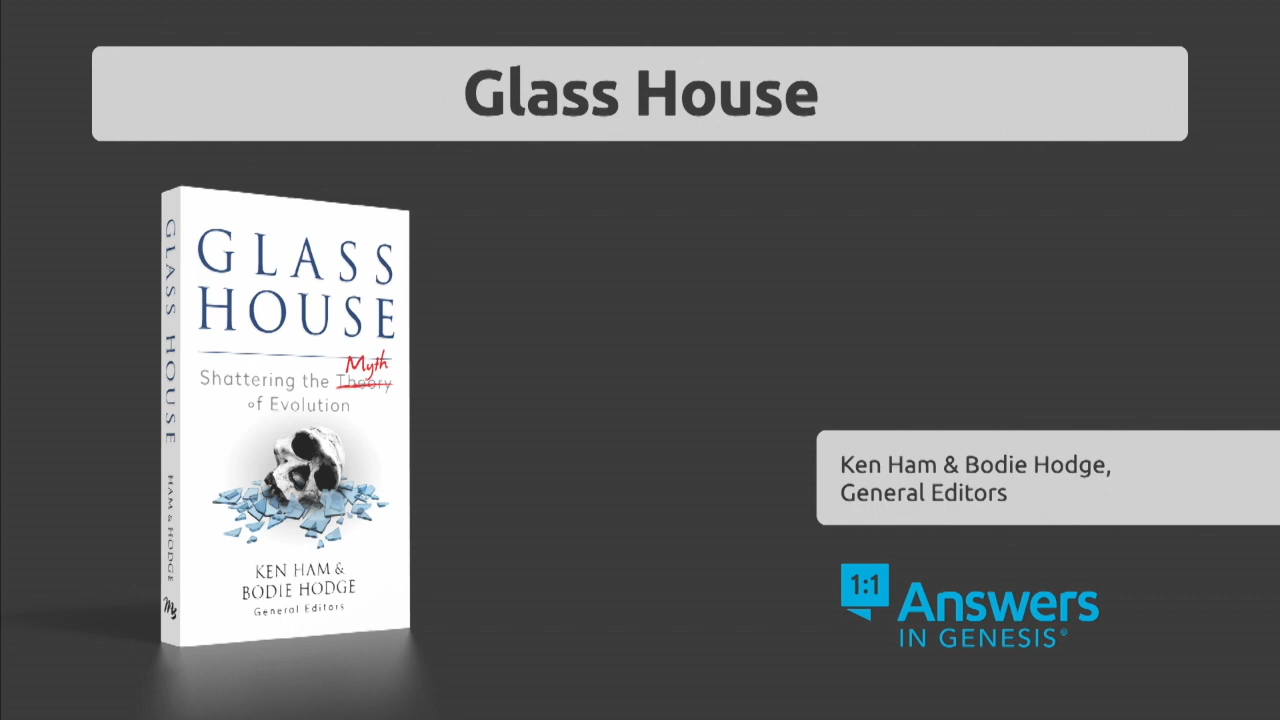 Glass House
GLASS HOUSE
HAM & HODGE
GLASS
HOUSE
Myth
Shattering the Theory
of Evolution
KEN HAM &
BODIE HODGE
General Editors
Ken Ham & Bodie Hodge,
General Editors
1:1
Answers
IN GENESIS®